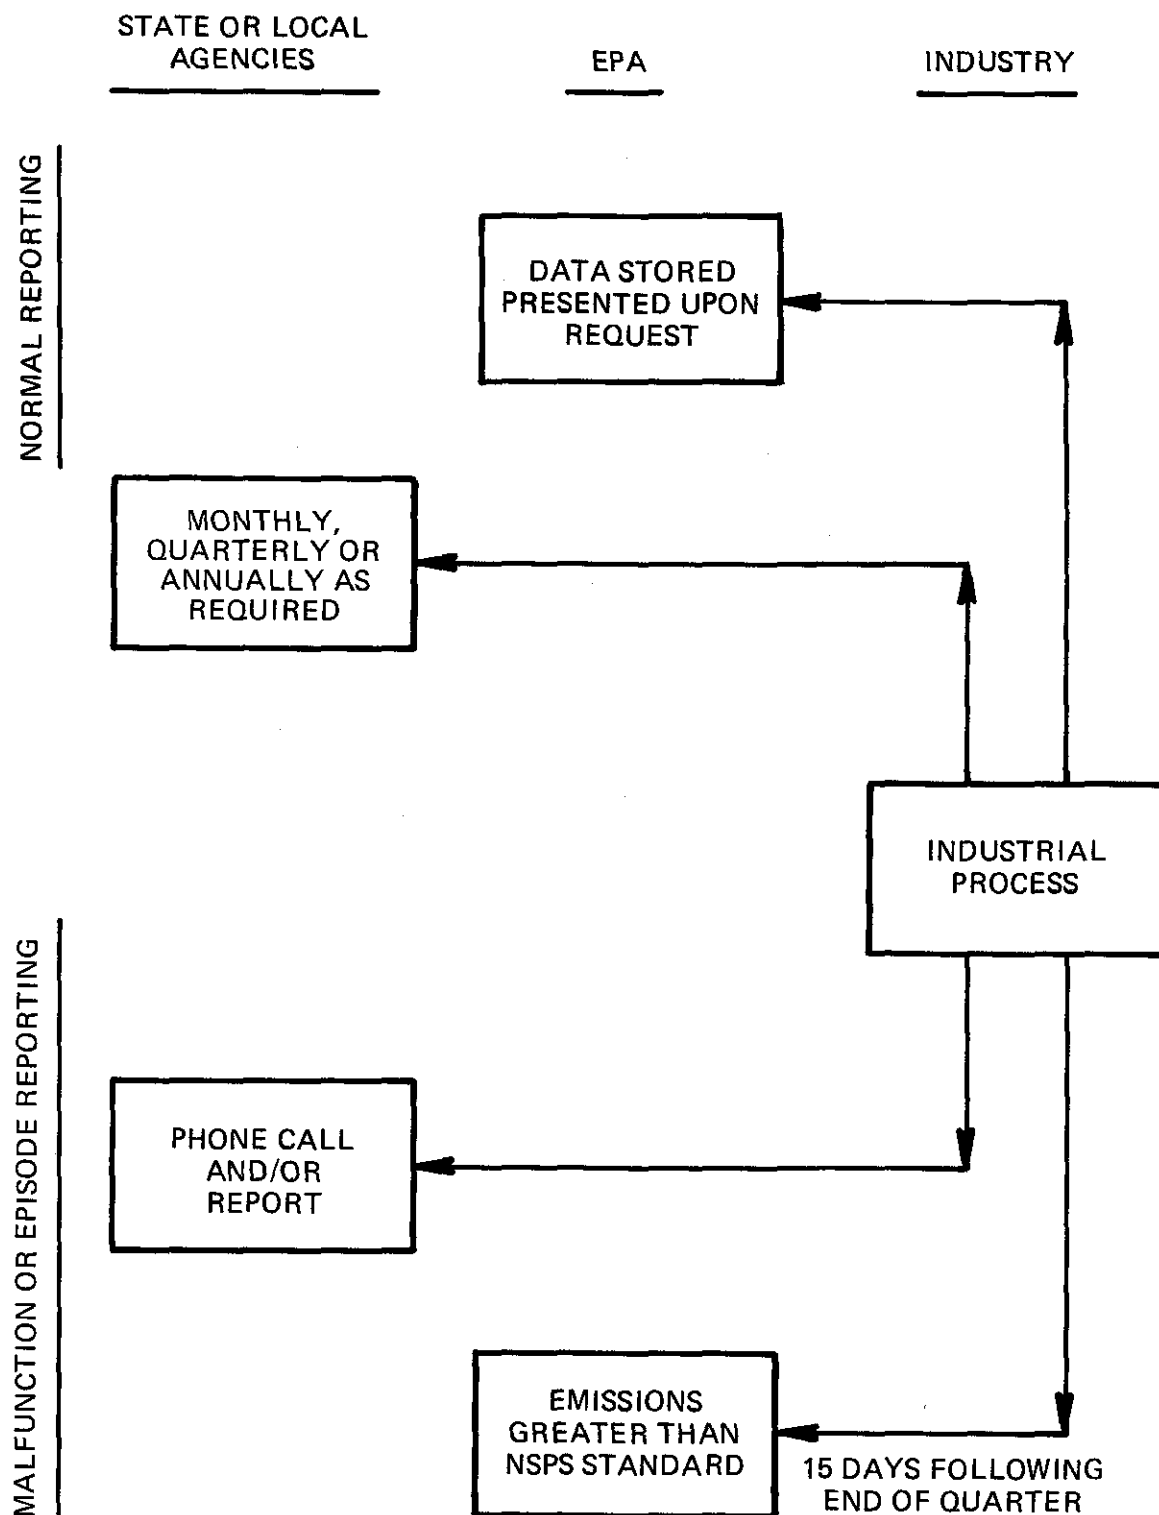 STATE OR LOCAL
AGENCIES
EPA
INDUSTRY
NORMAL REPORTING
DATA STORED
PRESENTED UPON
REQUEST
MONTHLY,
QUARTERLY OR
ANNUALLY AS
REQUIRED
INDUSTRIAL
PROCESS
MALFUNCTION OR EPISODE REPORTING
PHONE CALL
AND/OR
REPORT
EMISSIONS
GREATER THAN
NSPS STANDARD
15 DAYS FOLLOWING
END OF QUARTER